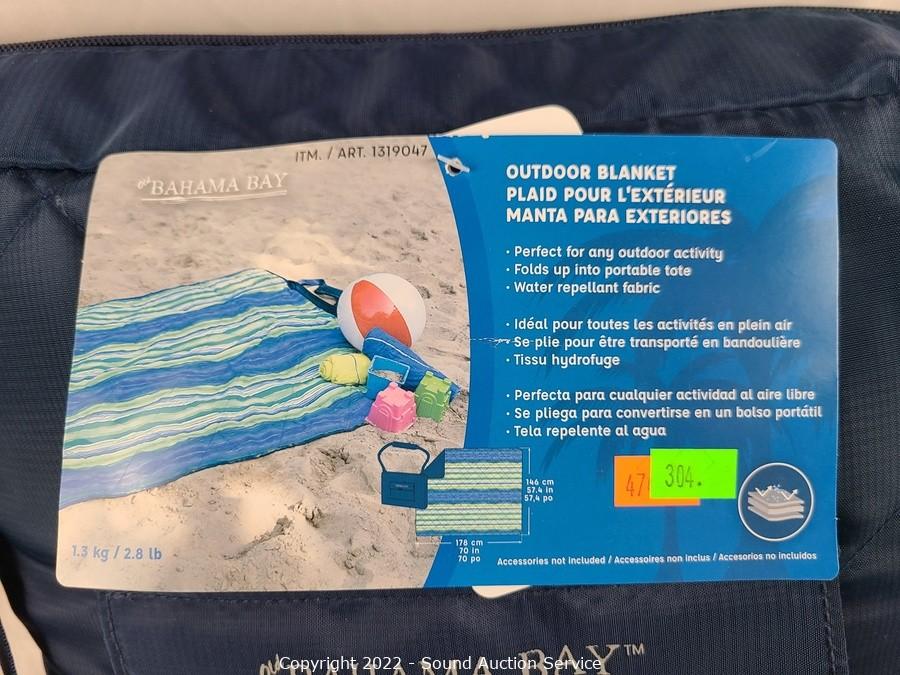 ITM. / ART. 1319047
old BAHAMA BAY
OUTDOOR BLANKET
PLAID POUR L'EXTÉRIEUR
MANTA PARA EXTERIORES
· Perfect for any outdoor activity
· Folds up into portable tote
· Water repellant fabric
· Idéal pour toutes les activités en plein air
· Se plie pour être transporté en bandoulière
· Tissu hydrofuge
· Perfecta para cualquier actividad al aire libre
· Se pliega para convertirse en un bolso portátil
· Tela repelente al agua
47
304.
146 cm
57.4 in
57,4 po
178 cm
70 in
70 po
1.3 kg / 2.8 lb
Accessories not included / Accessoires non inclus / Accesorios no incluidos
old BAHAMA BAY™
Copyright 2022 - Sound Auction Service